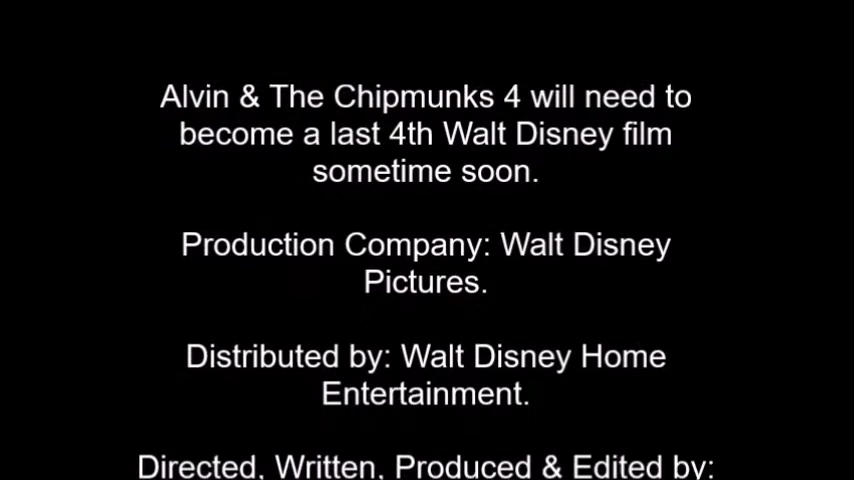 Alvin & The Chipmunks 4 will need to
become a last 4th Walt Disney film
sometime soon.
Production Company: Walt Disney
Pictures.
Distributed by: Walt Disney Home
Entertainment.
Directed, Written, Produced & Edited by: